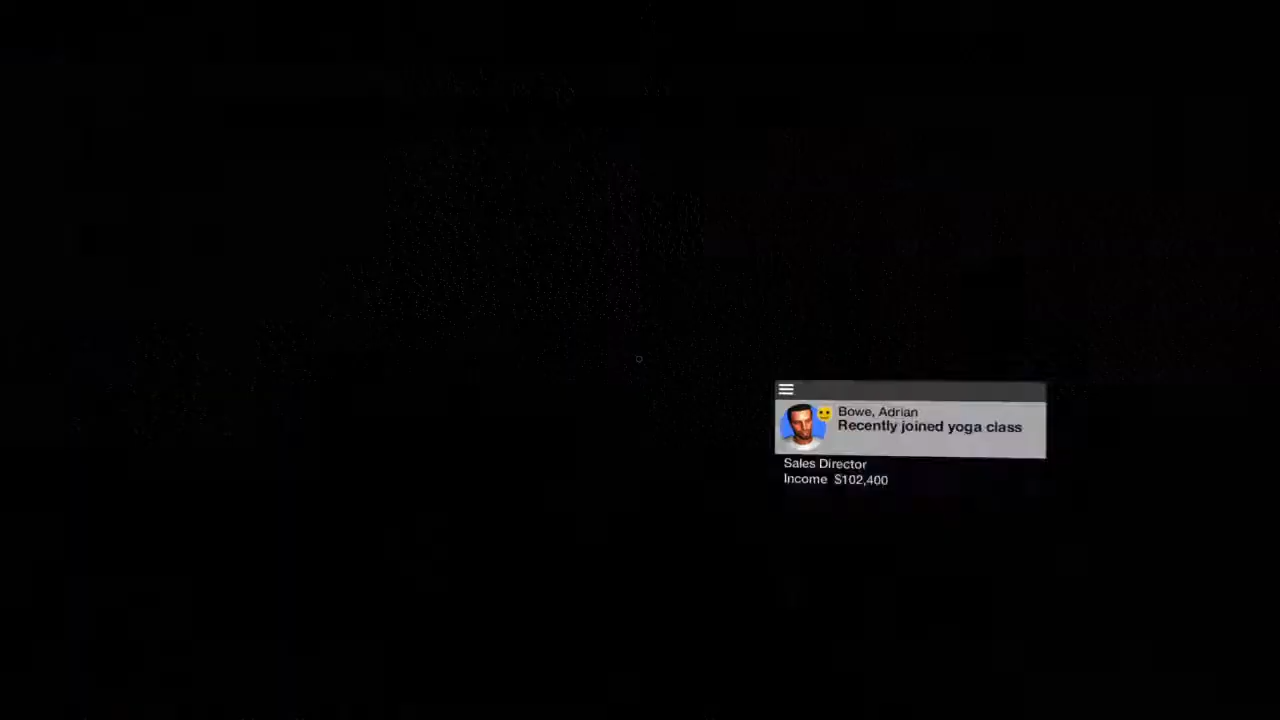 Bowe, Adrian
Recently joined yoga class
Sales Director
Income $102,400